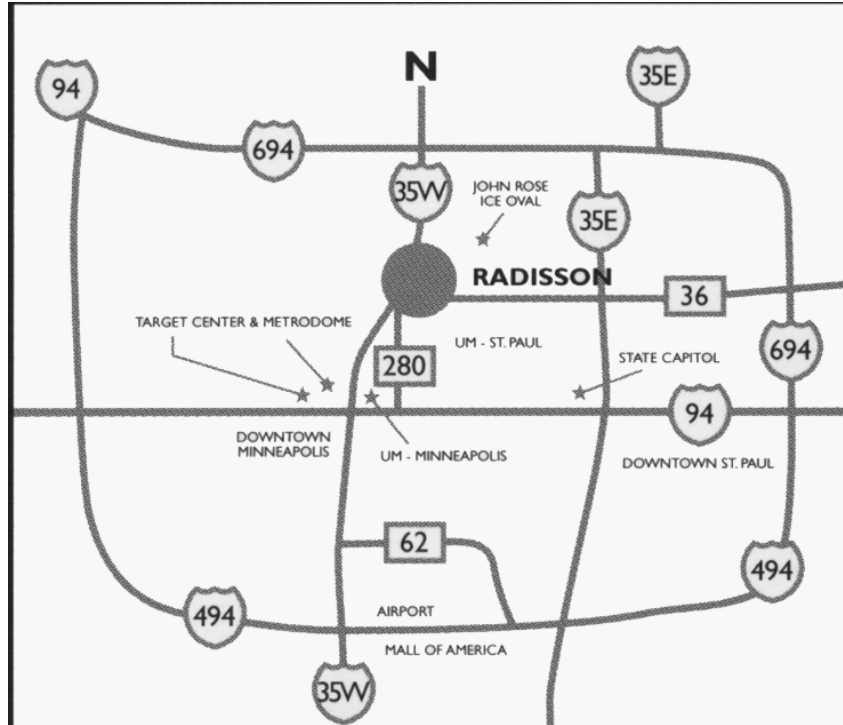 N
35E
94
694
35W
JOHN ROSE
ICE OVAL
35E
RADISSON
36
TARGET CENTER & METRODOME
UM - ST. PAUL
280
STATE CAPITOL
694
94
DOWNTOWN
MINNEAPOLIS
UM - MINNEAPOLIS
DOWNTOWN ST. PAUL
62
494
494
AIRPORT
MALL OF AMERICA
35W